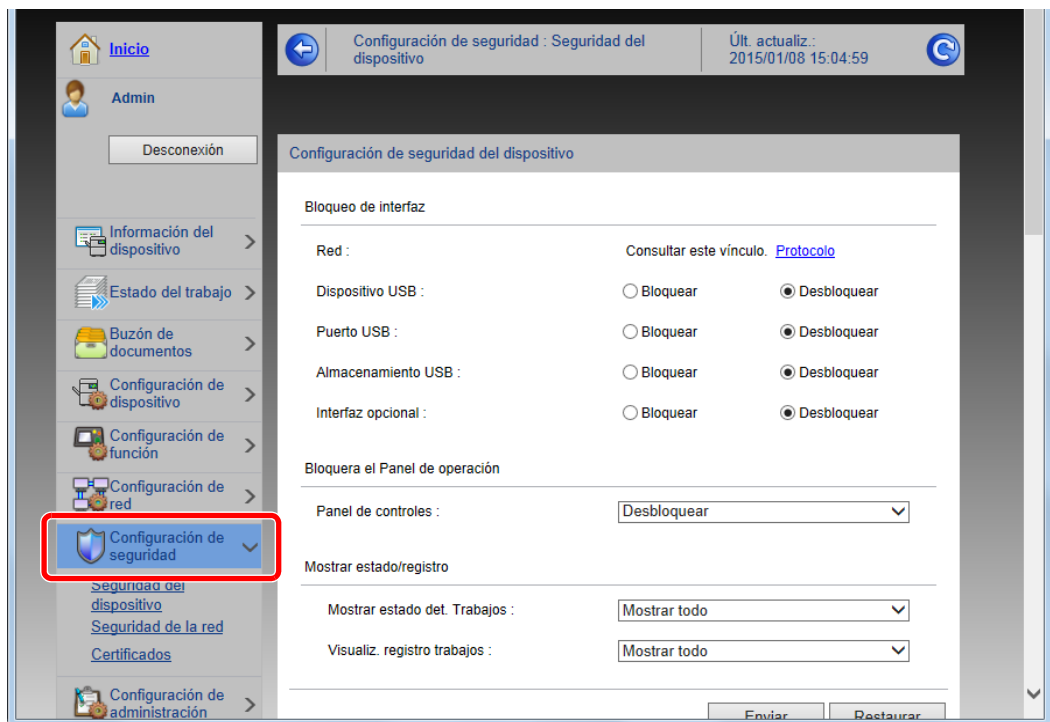 Inicio
Configuración de seguridad : Seguridad del
dispositivo
Últ. actualiz.:
2015/01/08 15:04:59
Admin
Desconexión
Información del
dispositivo
Estado del trabajo
Buzón de
documentos
Configuración de
dispositivo
Configuración de
función
Configuración de
red
Configuración de
seguridad
Seguridad del
dispositivo
Seguridad de la red
Certificados
Configuración de
administración
Configuración de seguridad del dispositivo
Bloqueo de interfaz
Red : Consultar este vínculo. Protocolo
Dispositivo USB : Bloquear Desbloquear
Puerto USB : Bloquear Desbloquear
Almacenamiento USB : Bloquear Desbloquear
Interfaz opcional : Bloquear Desbloquear
Bloquera el Panel de operación
Panel de controles : Desbloquear
Mostrar estado/registro
Mostrar estado det. Trabajos : Mostrar todo
Visualiz. registro trabajos : Mostrar todo
Enviar Restaurar